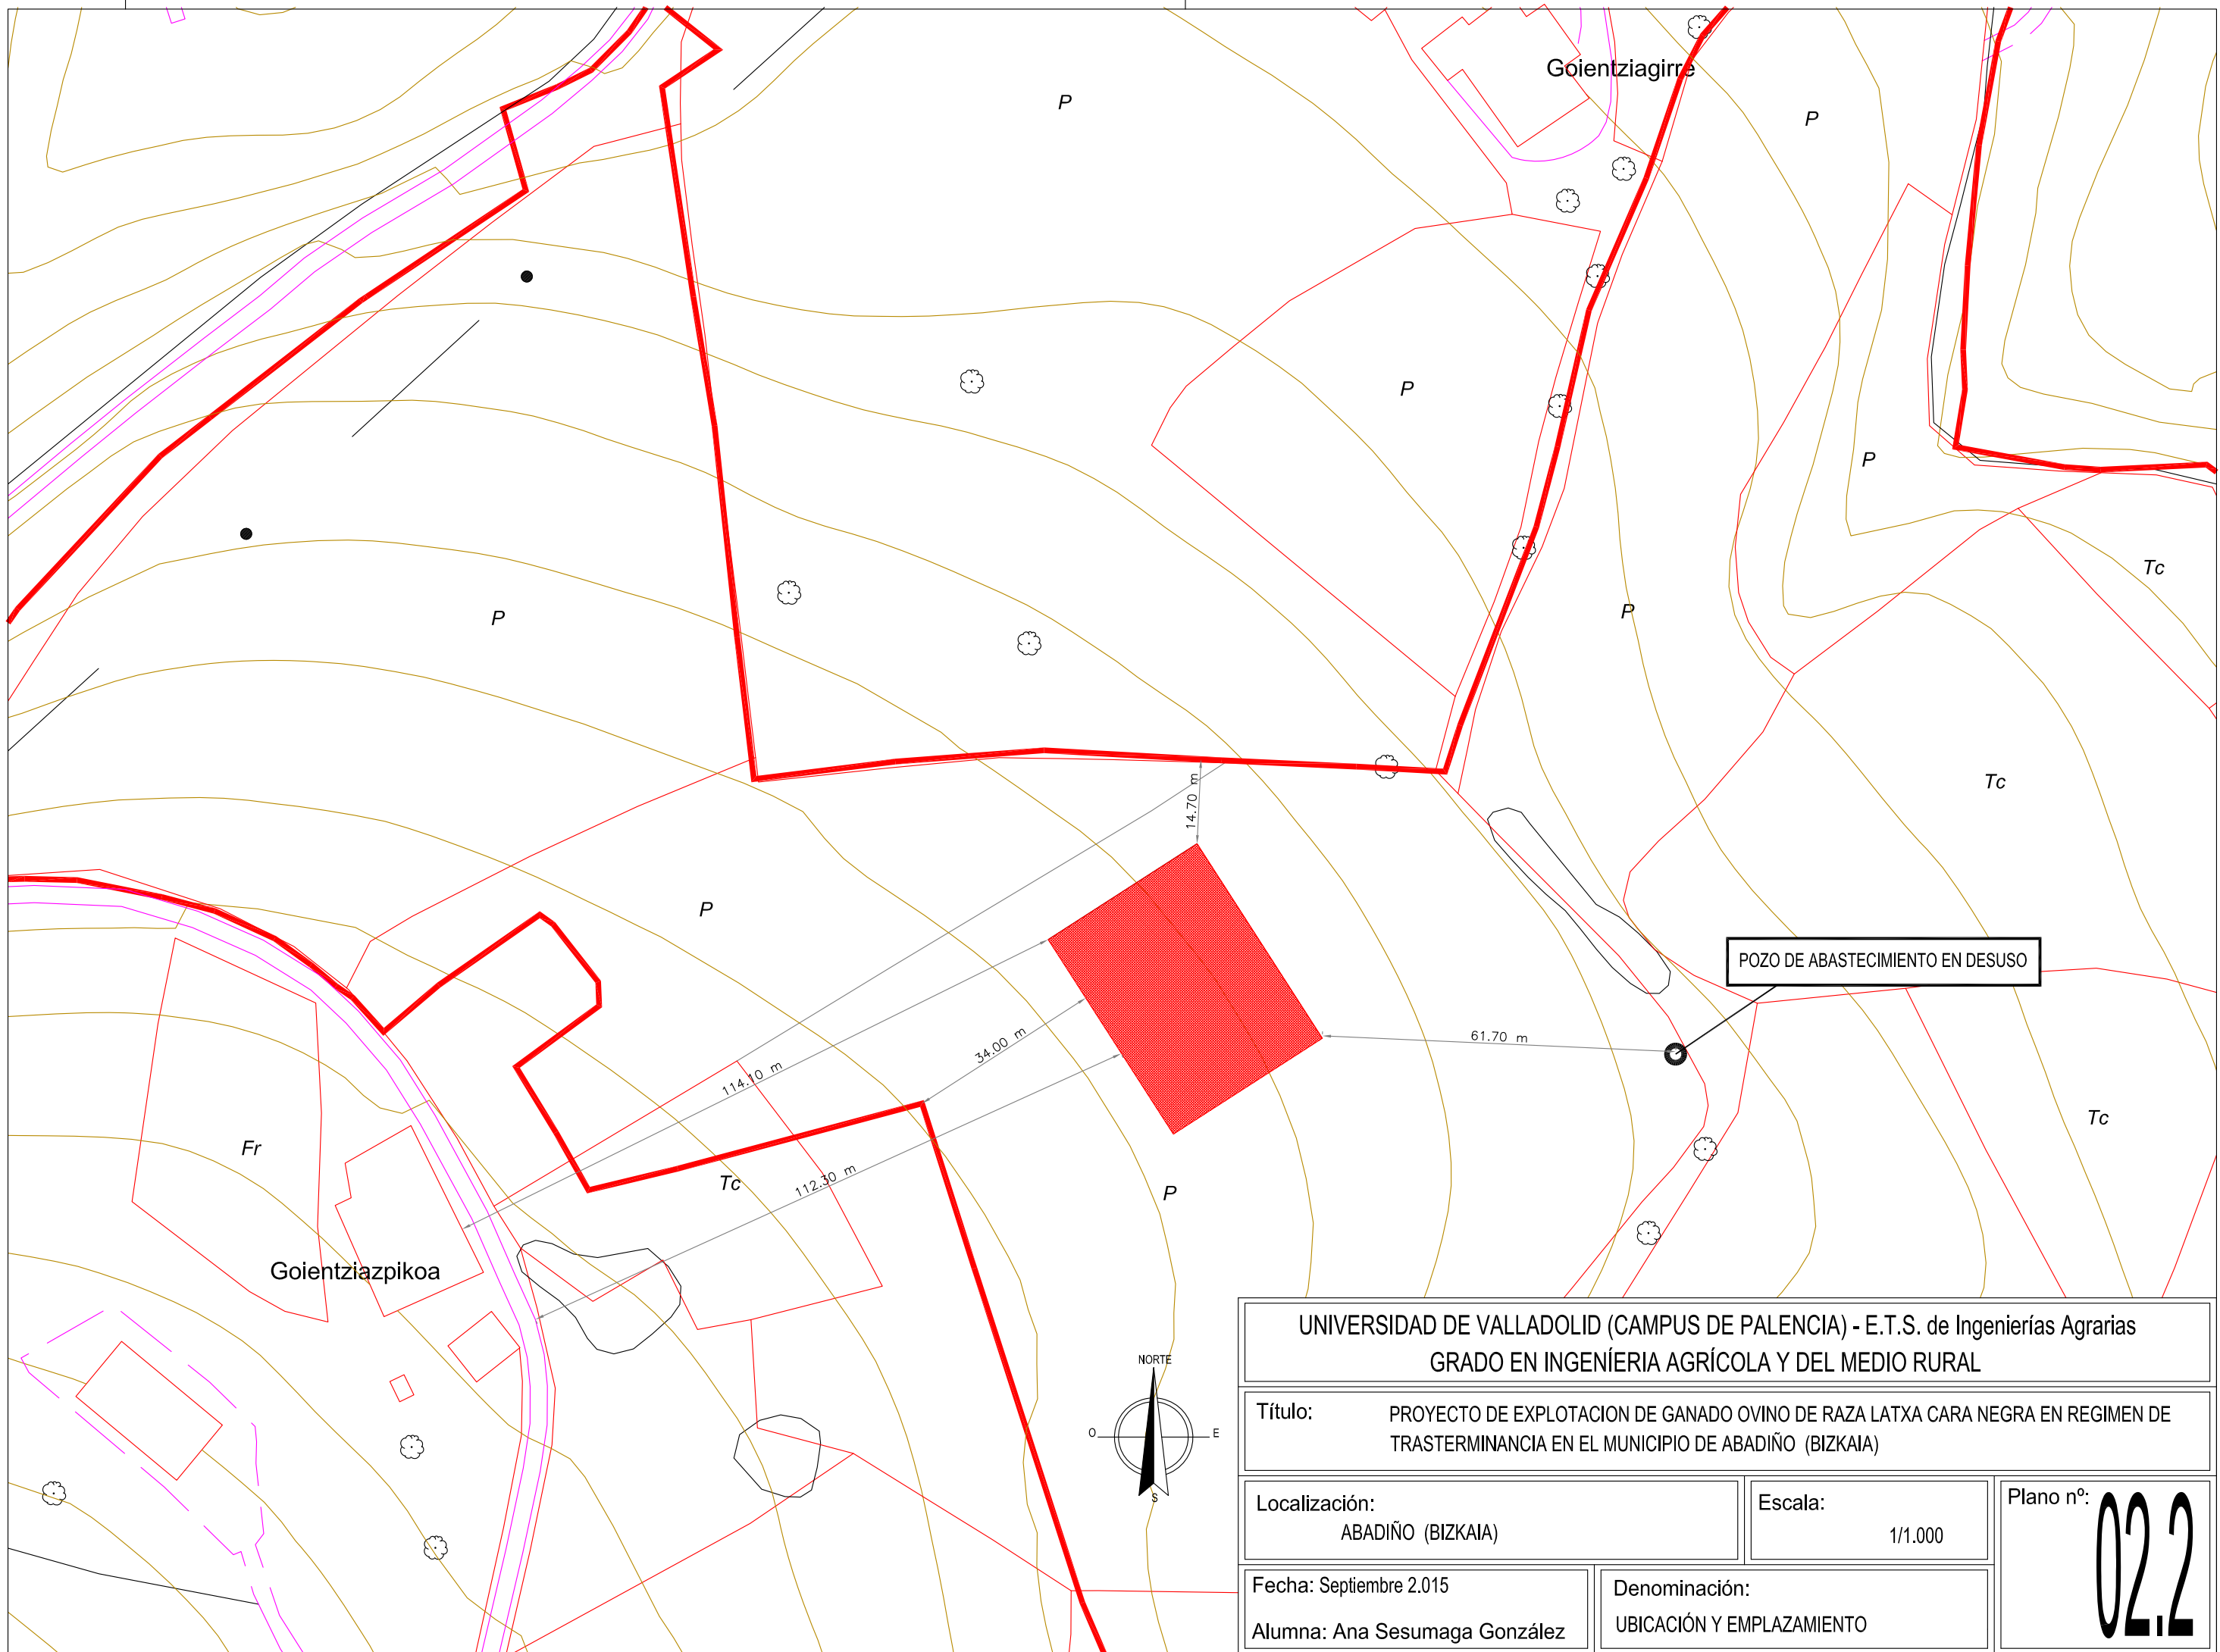 Goientziagirre
P
P
P
P
Tc
P
P
Tc
14.70 m
P
POZO DE ABASTECIMIENTO EN DESUSO
61.70 m
34.00 m
114.10 m
Tc
Fr
Tc
112.30 m
P
Goientziazpikoa
NORTE
O
E
S
UNIVERSIDAD DE VALLADOLID (CAMPUS DE PALENCIA) - E.T.S. de Ingenierías Agrarias
GRADO EN INGENÍERIA AGRÍCOLA Y DEL MEDIO RURAL
Título: PROYECTO DE EXPLOTACION DE GANADO OVINO DE RAZA LATXA CARA NEGRA EN REGIMEN DE
TRASTERMINANCIA EN EL MUNICIPIO DE ABADIÑO (BIZKAIA)
Localización:
ABADIÑO (BIZKAIA)
Escala:
1/1.000
Plano nº:
02.2
Fecha: Septiembre 2.015
Alumna: Ana Sesumaga González
Denominación:
UBICACIÓN Y EMPLAZAMIENTO